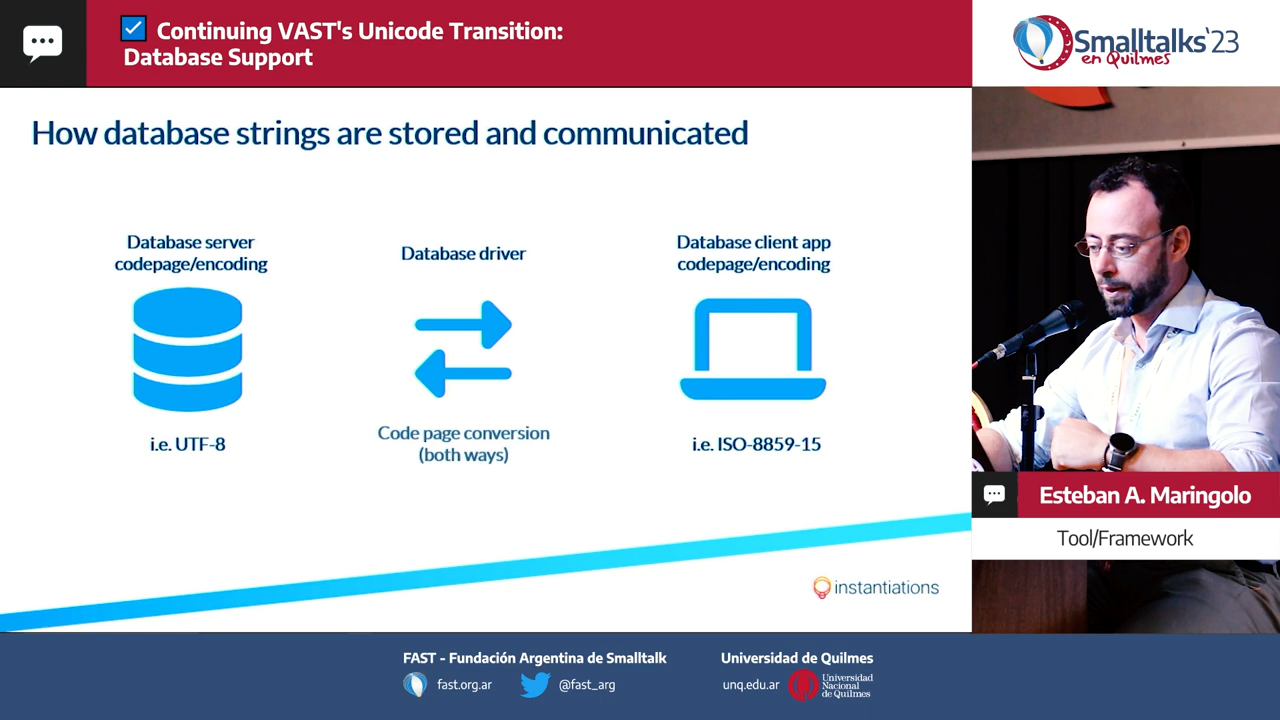 Continuing VAST's Unicode Transition:
Database Support
Smalltalks'23
en Quilmes
How database strings are stored and communicated
Database server
codepage/encoding
i.e. UTF-8
Database driver
Code page conversion
(both ways)
Database client app
codepage/encoding
i.e. ISO-8859-15
instantiations
Esteban A. Maringolo
Tool/Framework
FAST - Fundación Argentina de Smalltalk
fast.org.ar
@fast_arg
Universidad de Quilmes
unq.edu.ar
Universidad
Nacional
de Quilmes